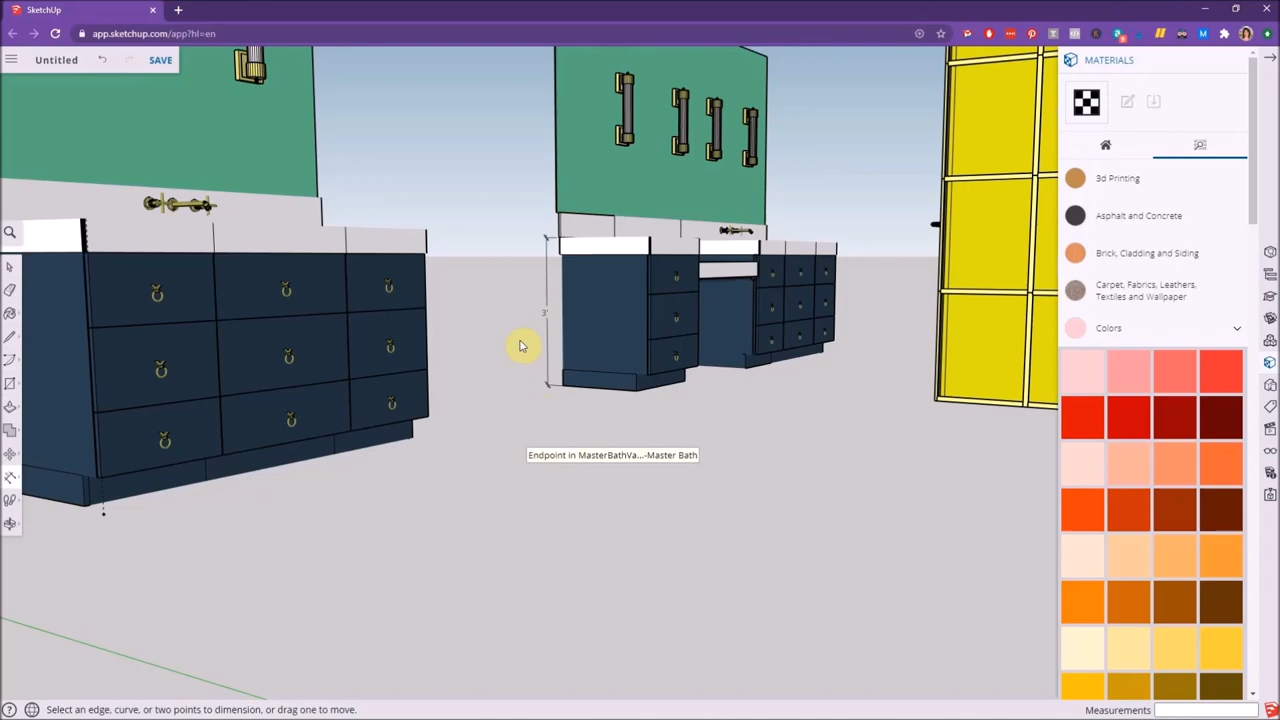 SketchUp
app.sketchup.com/app?hl=en
Untitled
SAVE
MATERIALS
3d Printing
Asphalt and Concrete
Brick, Cladding and Siding
Carpet, Fabrics, Leathers,
Textiles and Wallpaper
Colors
3'
Endpoint in MasterBathVa...-Master Bath
Select an edge, curve, or two points to dimension, or drag one to move.
Measurements